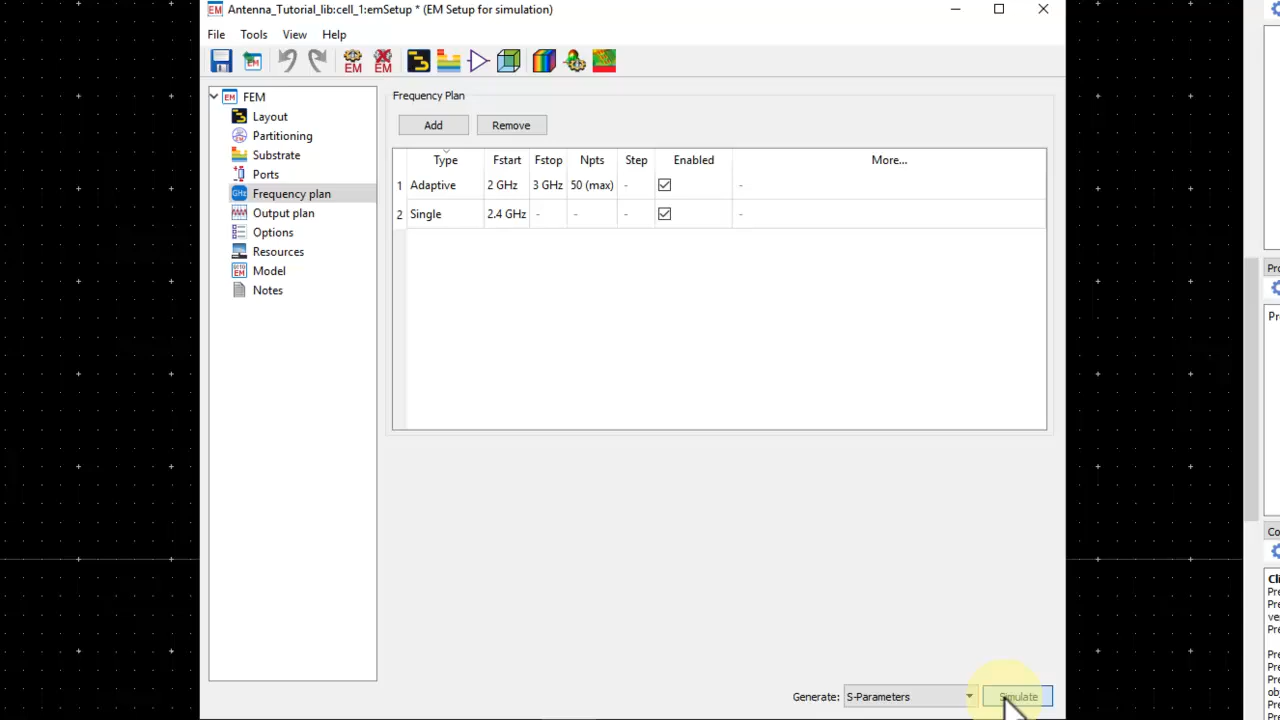 Antenna_Tutorial_lib:cell_1:emSetup * (EM Setup for simulation)
File Tools View Help
FEM
Layout
Partitioning
Substrate
Ports
Frequency plan
Output plan
Options
Resources
Model
Notes
Frequency Plan
Add Remove
Type Fstart Fstop Npts Step Enabled More...
1 Adaptive 2 GHz 3 GHz 50 (max) - -
2 Single 2.4 GHz - - - -
Generate: S-Parameters Simulate